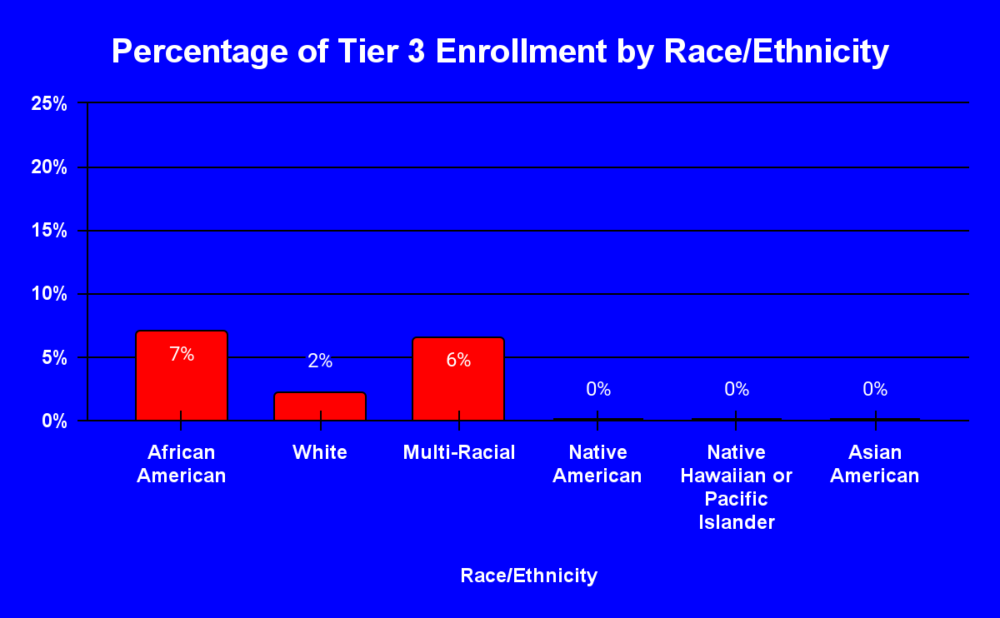 Percentage of Tier 3 Enrollment by Race/Ethnicity
25%
20%
15%
10%
5%
0%
7%
2%
6%
0%
0%
0%
African
American
White
Multi-Racial
Native
American
Native
Hawaiian or
Pacific
Islander
Asian
American
Race/Ethnicity